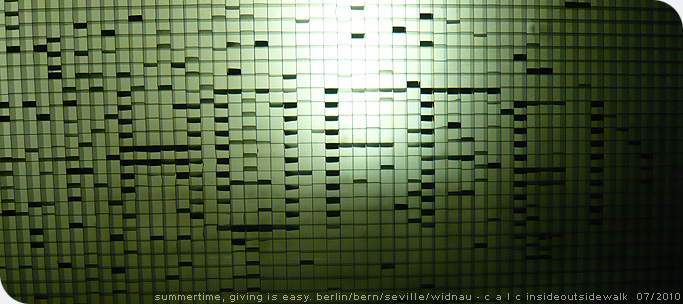 summertime, giving is easy. berlin/bern/seville/widnau - c a l c insideoutsidewalk 07/2010